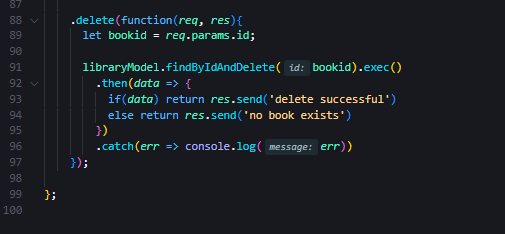 87
88 .delete(function(req, res){
89 let bookid = req.params.id;
90
91 libraryModel.findByIdAndDelete( id: bookid).exec()
92 .then(data => {
93 if(data) return res.send('delete successful')
94 else return res.send('no book exists')
95 })
96 .catch(err => console.log( message: err))
97 });
98
99 };
100